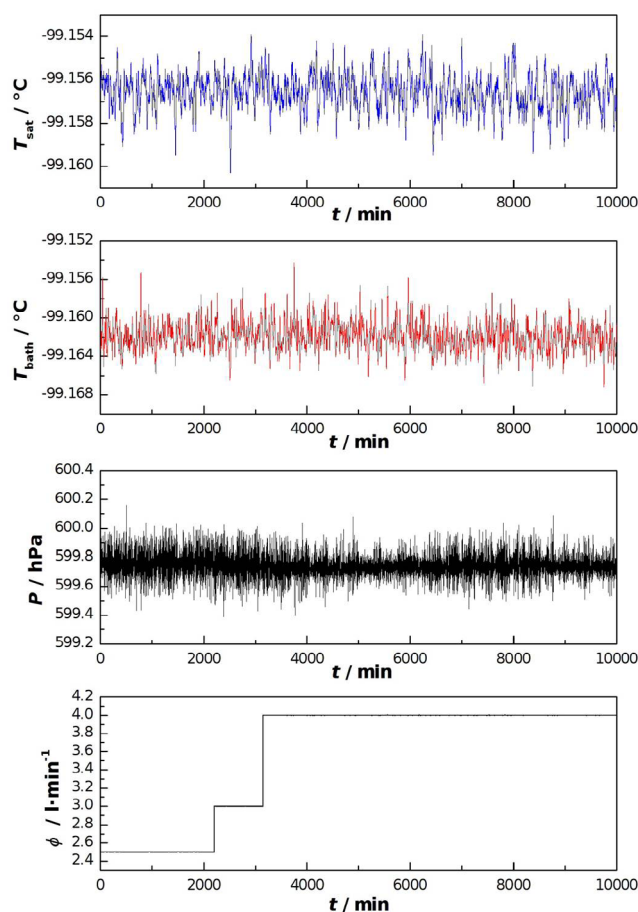 -99.154
-99.156
-99.158
-99.160
T_sat / °C
0 2000 4000 6000 8000 10000
t / min
-99.152
-99.156
-99.160
-99.164
-99.168
T_bath / °C
0 2000 4000 6000 8000 10000
t / min
600.4
600.2
600.0
599.8
599.6
599.4
599.2
P / hPa
0 2000 4000 6000 8000 10000
t / min
4.2
4.0
3.8
3.6
3.4
3.2
3.0
2.8
2.6
2.4
ϕ / l·min⁻¹
0 2000 4000 6000 8000 10000
t / min